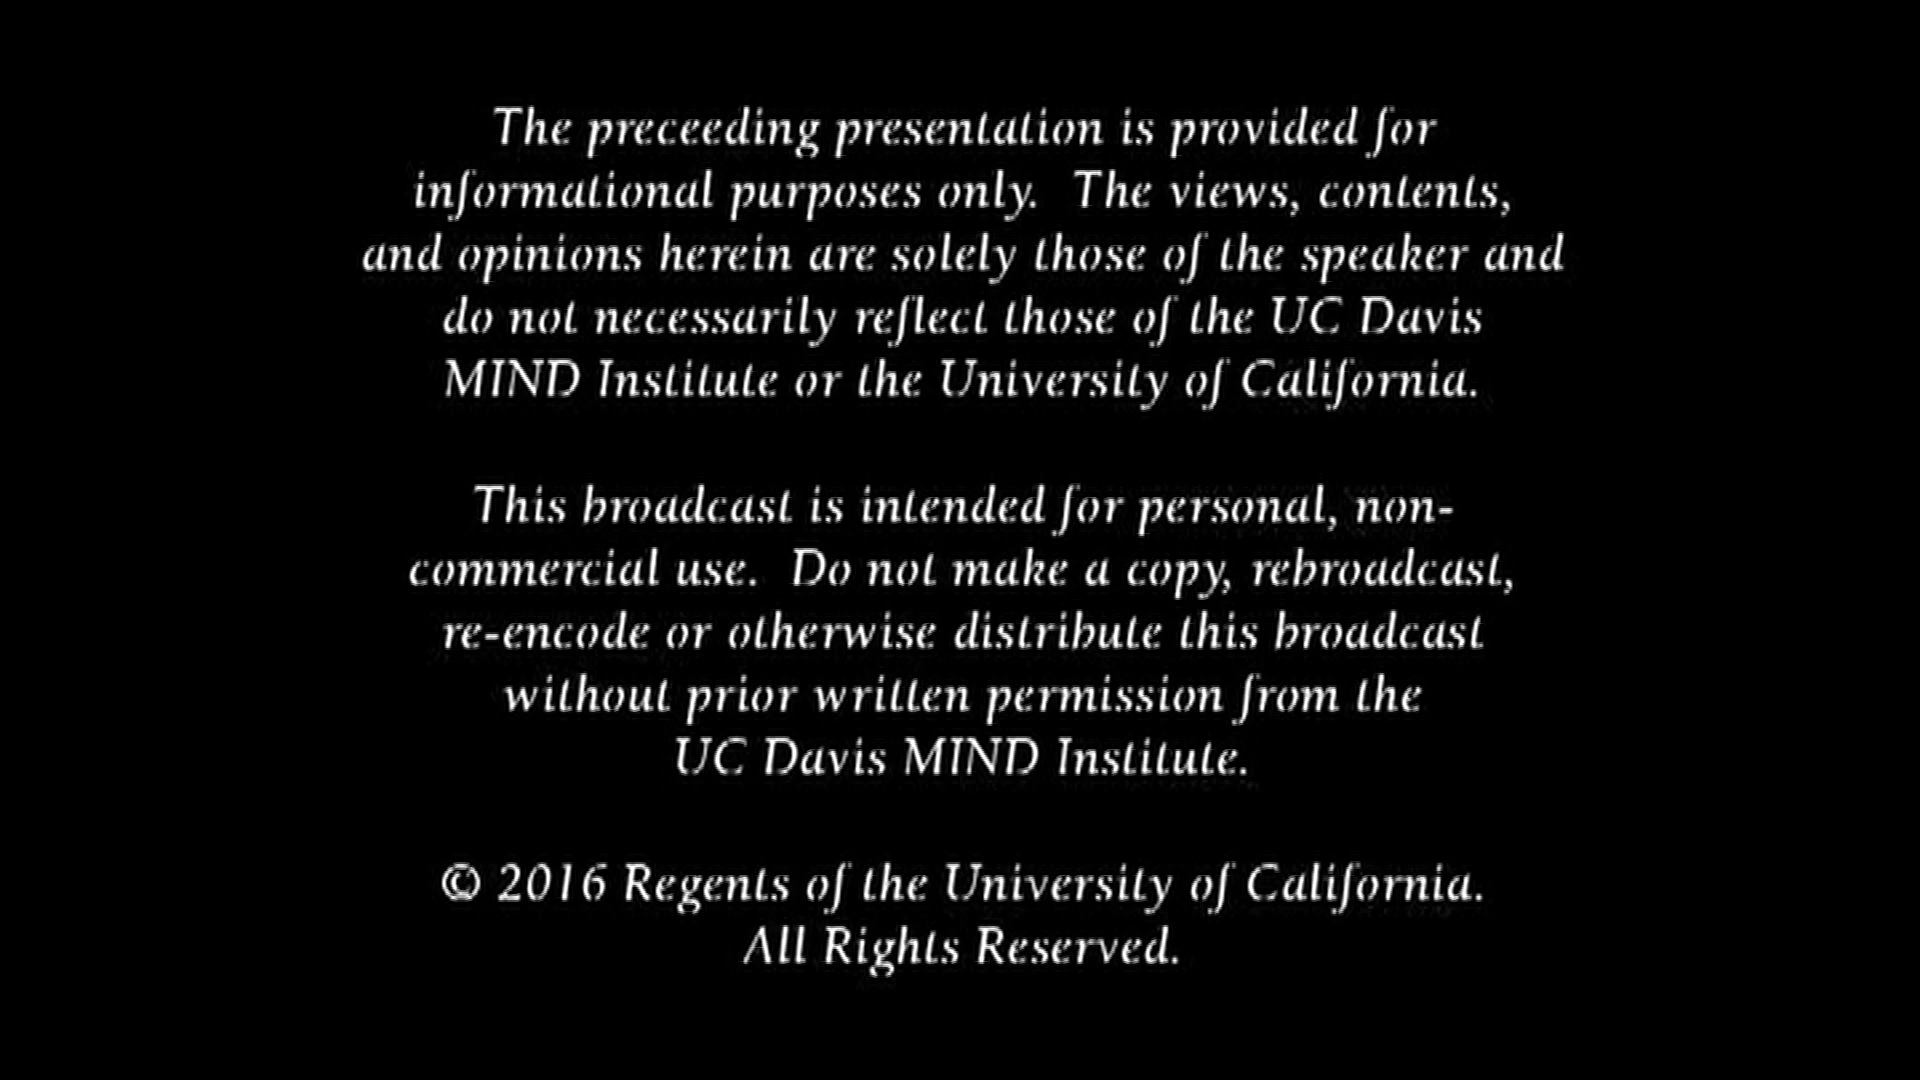 The preceeding presentation is provided for
informational purposes only.  The views, contents,
and opinions herein are solely those of the speaker and
do not necessarily reflect those of the UC Davis
MIND Institute or the University of California.
This broadcast is intended for personal, non-
commercial use.  Do not make a copy, rebroadcast,
re-encode or otherwise distribute this broadcast
without prior written permission from the
UC Davis MIND Institute.
© 2016 Regents of the University of California.
All Rights Reserved.